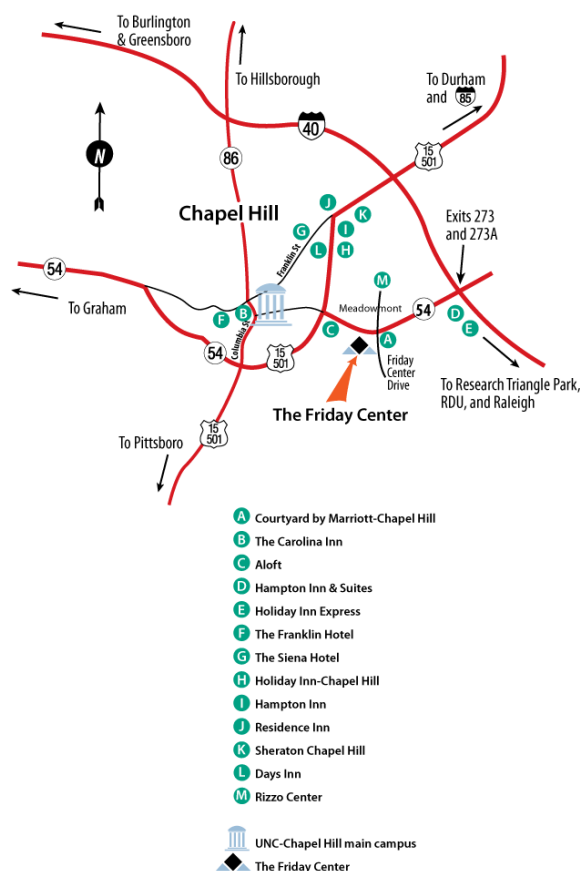 To Burlington
& Greensboro
To Hillsborough
To Durham
and 85
40
15
501
N
86
Chapel Hill
J
K
G
I
L
H
Exits 273
and 273A
Franklin St
54
M
To Graham
B
F
Meadowmont
54
D
E
C
A
Columbia St
54
15
501
Friday
Center
Drive
To Research Triangle Park,
RDU, and Raleigh
The Friday Center
15
501
To Pittsboro
A Courtyard by Marriott-Chapel Hill
B The Carolina Inn
C Aloft
D Hampton Inn & Suites
E Holiday Inn Express
F The Franklin Hotel
G The Siena Hotel
H Holiday Inn-Chapel Hill
I Hampton Inn
J Residence Inn
K Sheraton Chapel Hill
L Days Inn
M Rizzo Center
UNC-Chapel Hill main campus
The Friday Center